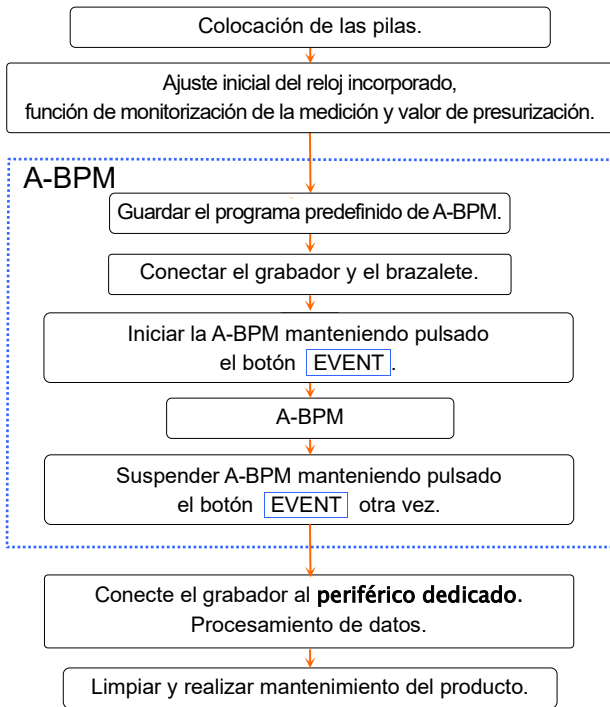 Colocación de las pilas.
Ajuste inicial del reloj incorporado,
función de monitorización de la medición y valor de presurización.
A-BPM
Guardar el programa predefinido de A-BPM.
Conectar el grabador y el brazalete.
Iniciar la A-BPM manteniendo pulsado
el botón EVENT.
A-BPM
Suspender A-BPM manteniendo pulsado
el botón EVENT otra vez.
Conecte el grabador al periférico dedicado.
Procesamiento de datos.
Limpiar y realizar mantenimiento del producto.